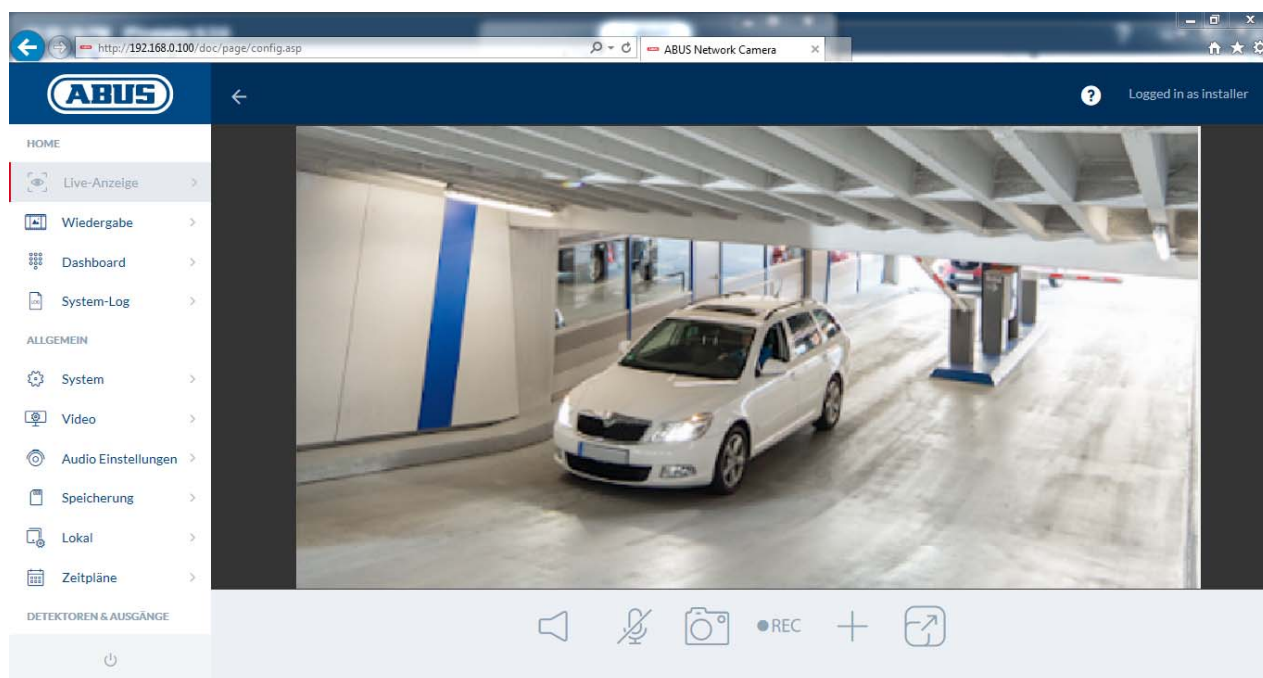 http://192.168.0.100/doc/page/config.asp
ABUS Network Camera
ABUS
Logged in as installer
HOME
Live-Anzeige
Wiedergabe
Dashboard
System-Log
ALLGEMEIN
System
Video
Audio Einstellungen
Speicherung
Lokal
Zeitpläne
DETEKTOREN & AUSGÄNGE
REC